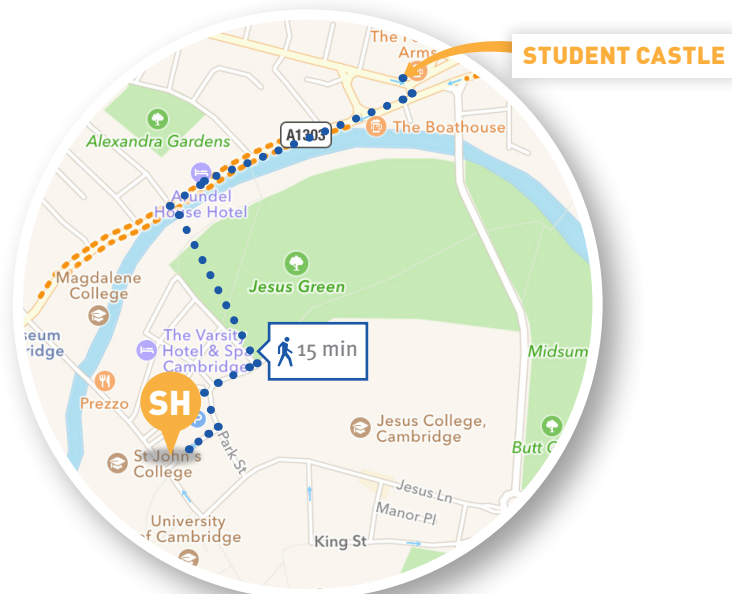 The
Arms
STUDENT CASTLE
A1303
The Boathouse
Alexandra Gardens
Arundel
House Hotel
Jesus Green
Magdalene
College
The Varsity
Hotel & Spa
Cambridge
15 min
Midsum
Prezzo
SH
P
Jesus College,
Cambridge
Butt
St John's
College
Park St
Jesus Ln
Manor Pl
University
of Cambridge
King St
seum
ridge